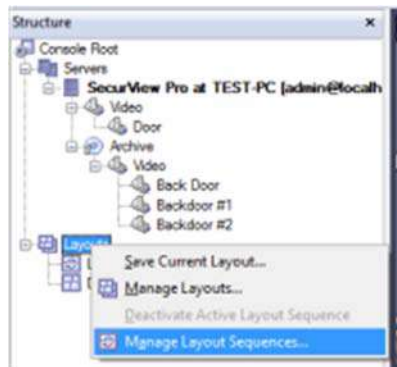 Structure
Console Root
Servers
SecurView Pro at TEST-PC [admin@localh
Video
Door
Archive
Video
Back Door
Backdoor #1
Backdoor #2
Layouts
L
Save Current Layout...
Manage Layouts...
Deactivate Active Layout Sequence
Manage Layout Sequences...